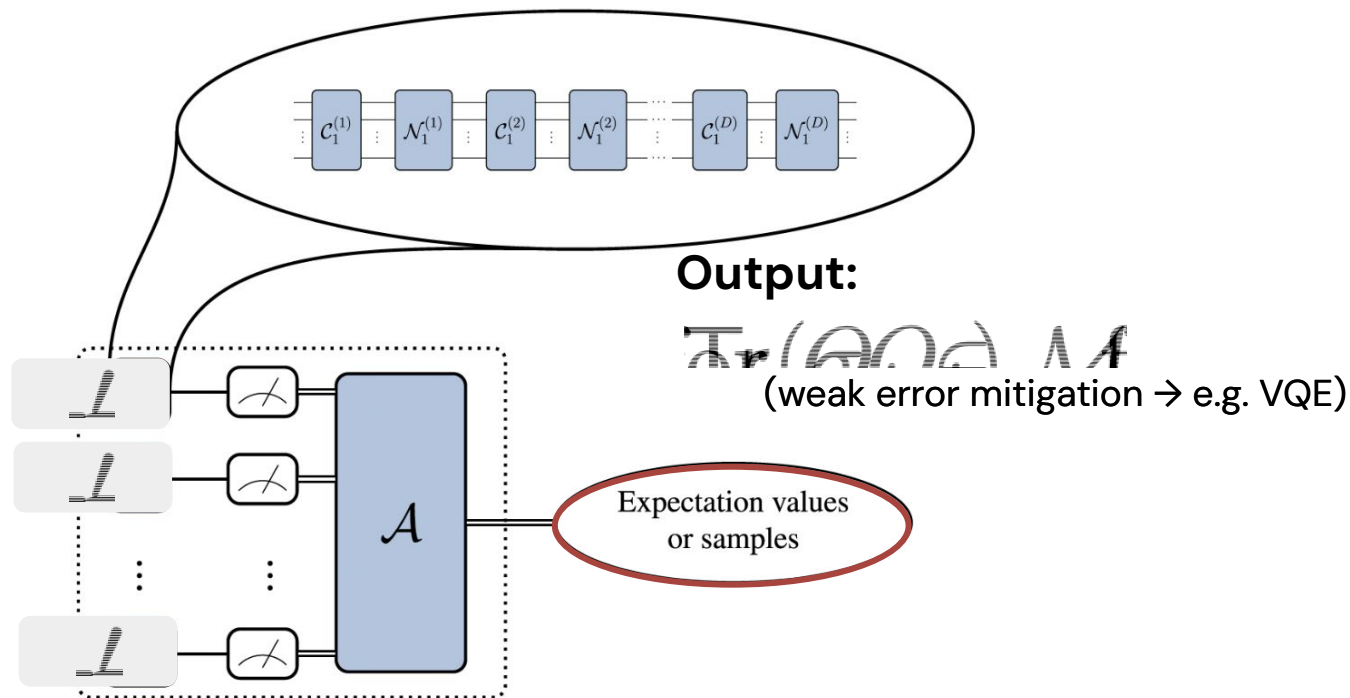 𝒞₁⁽¹⁾ 𝒩₁⁽¹⁾ 𝒞₁⁽²⁾ 𝒩₁⁽²⁾ ⋯ 𝒞₁⁽ᴰ⁾ 𝒩₁⁽ᴰ⁾
Output:
(weak error mitigation → e.g. VQE)
𝒜
Expectation values
or samples